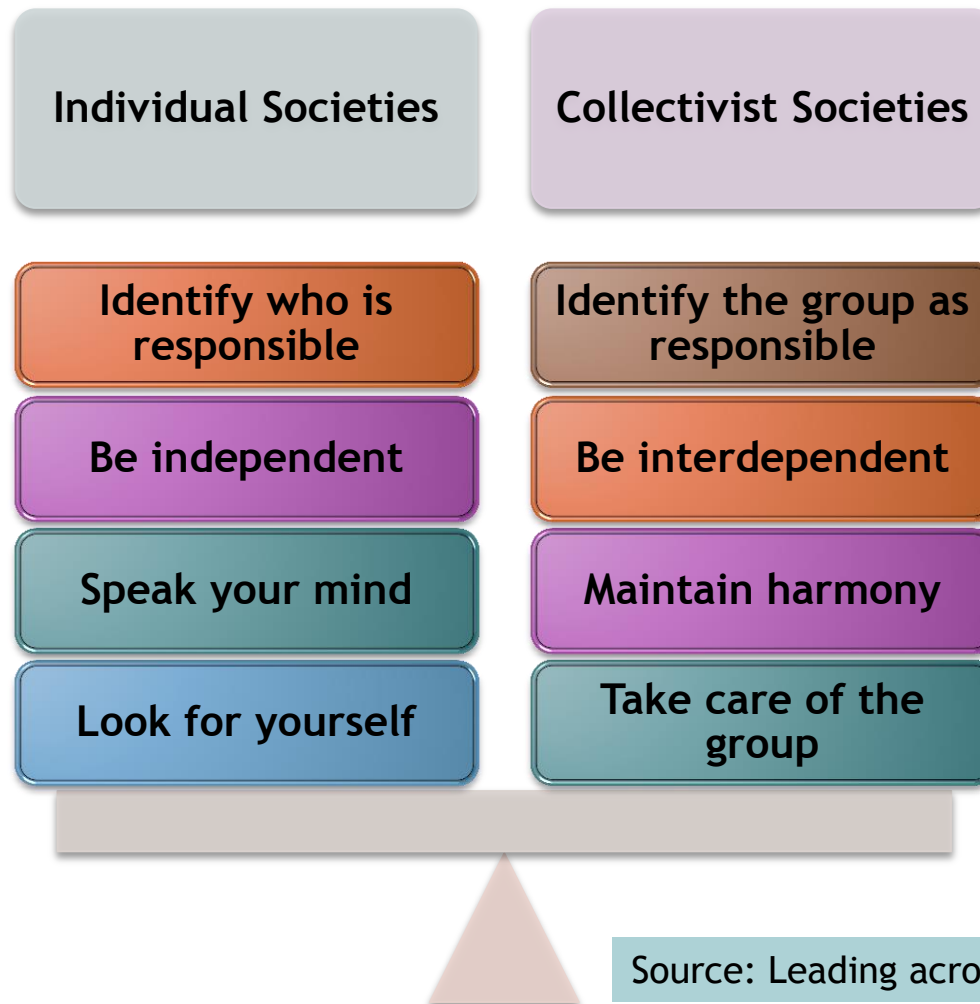 Individual Societies
Collectivist Societies
Identify who is
responsible
Identify the group as
responsible
Be independent
Be interdependent
Speak your mind
Maintain harmony
Look for yourself
Take care of the
group
Source: Leading